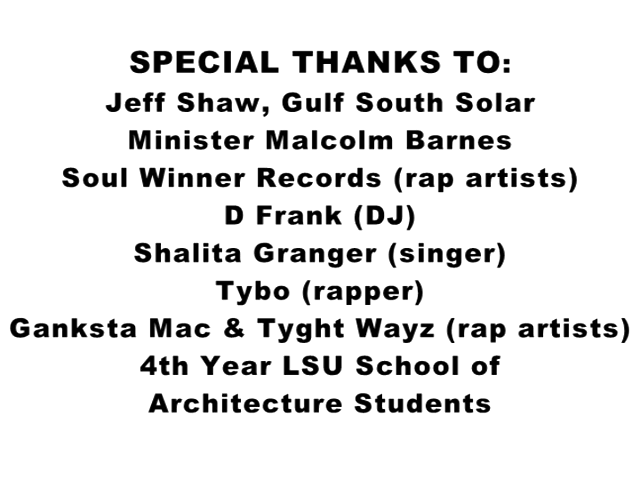 SPECIAL THANKS TO:
Jeff Shaw, Gulf South Solar
Minister Malcolm Barnes
Soul Winner Records (rap artists)
D Frank (DJ)
Shalita Granger (singer)
Tybo (rapper)
Ganksta Mac & Tyght Wayz (rap artists)
4th Year LSU School of
Architecture Students